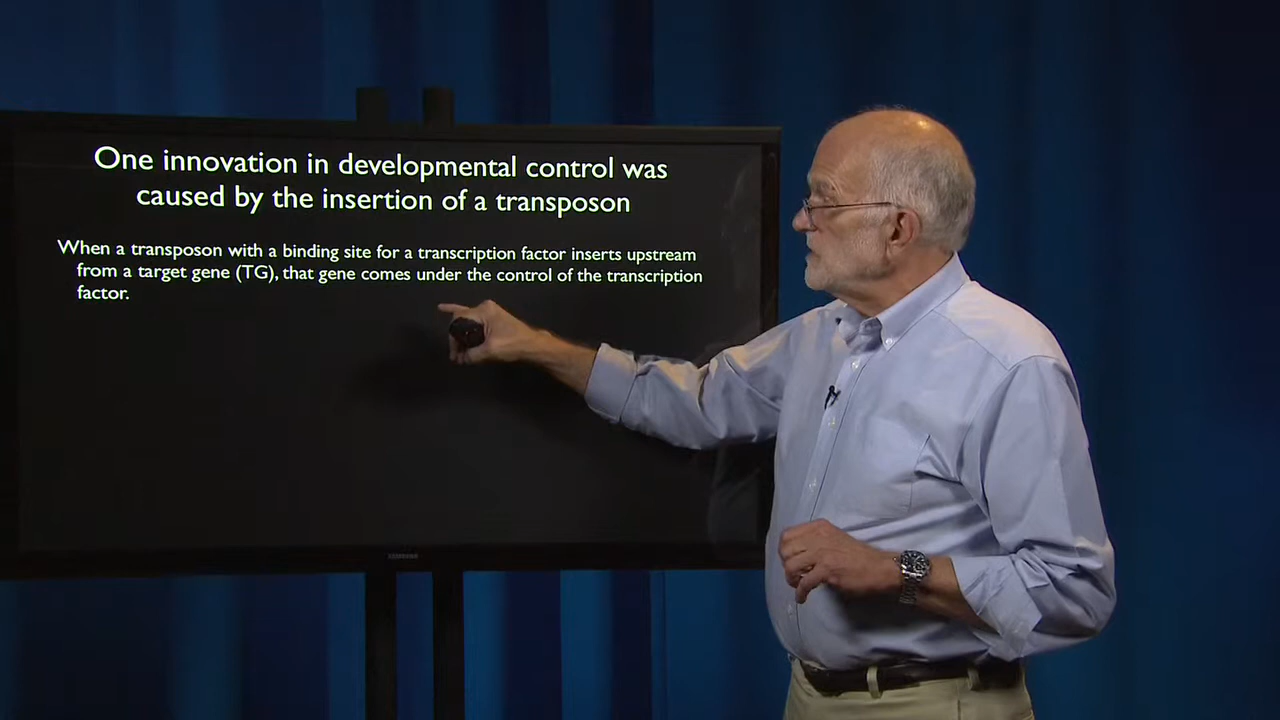 One innovation in developmental control was
caused by the insertion of a transposon
When a transposon with a binding site for a transcription factor inserts upstream
from a target gene (TG), that gene comes under the control of the transcription
factor.
SAMSUNG